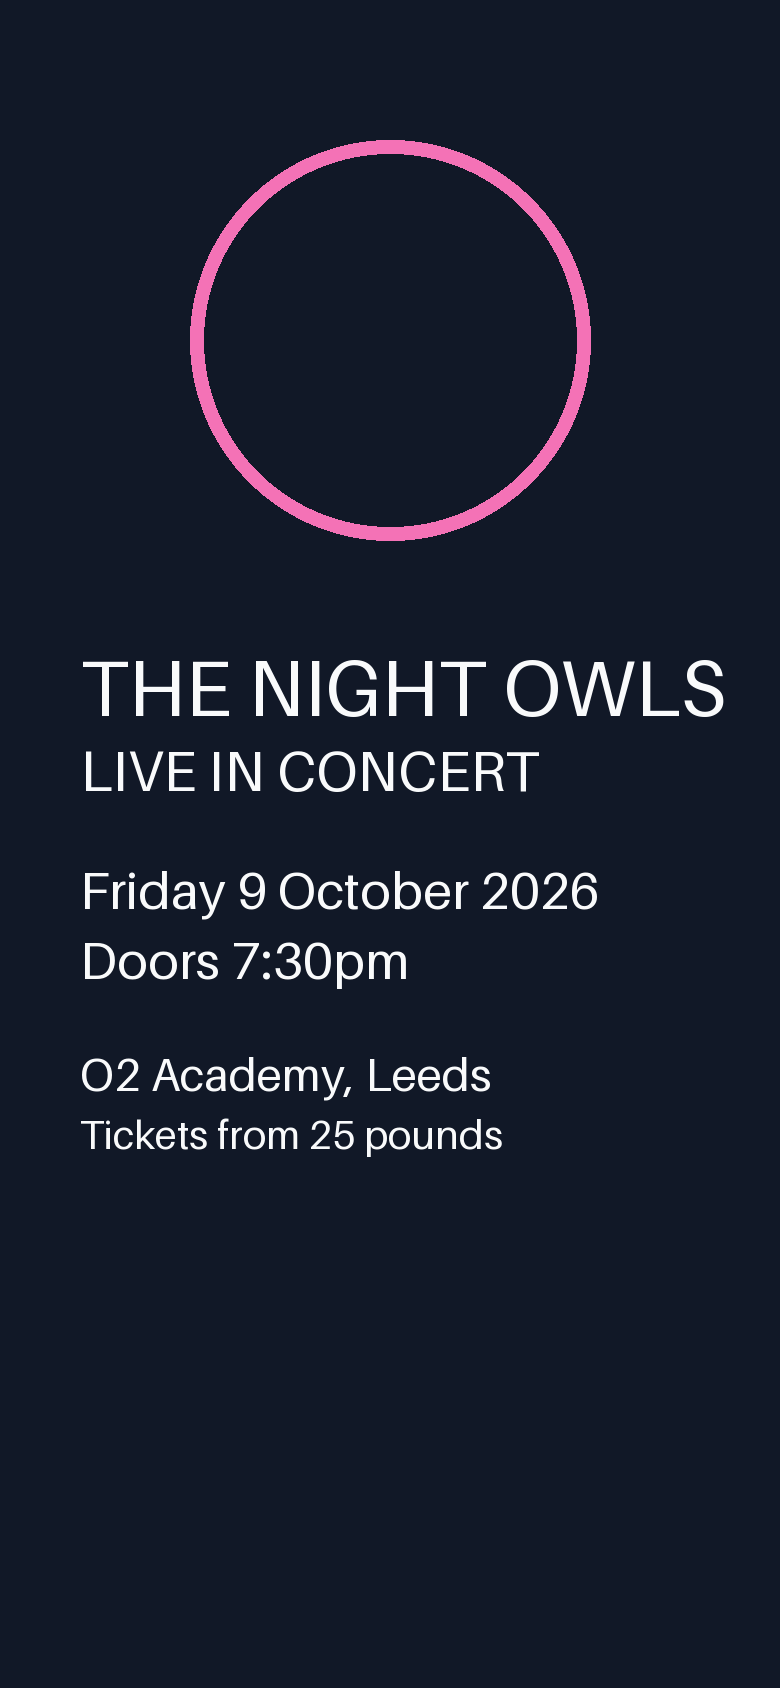 THE NIGHT OWLS
LIVE IN CONCERT
Friday 9 October 2026
Doors 7:30pm
O2 Academy, Leeds
Tickets from 25 pounds